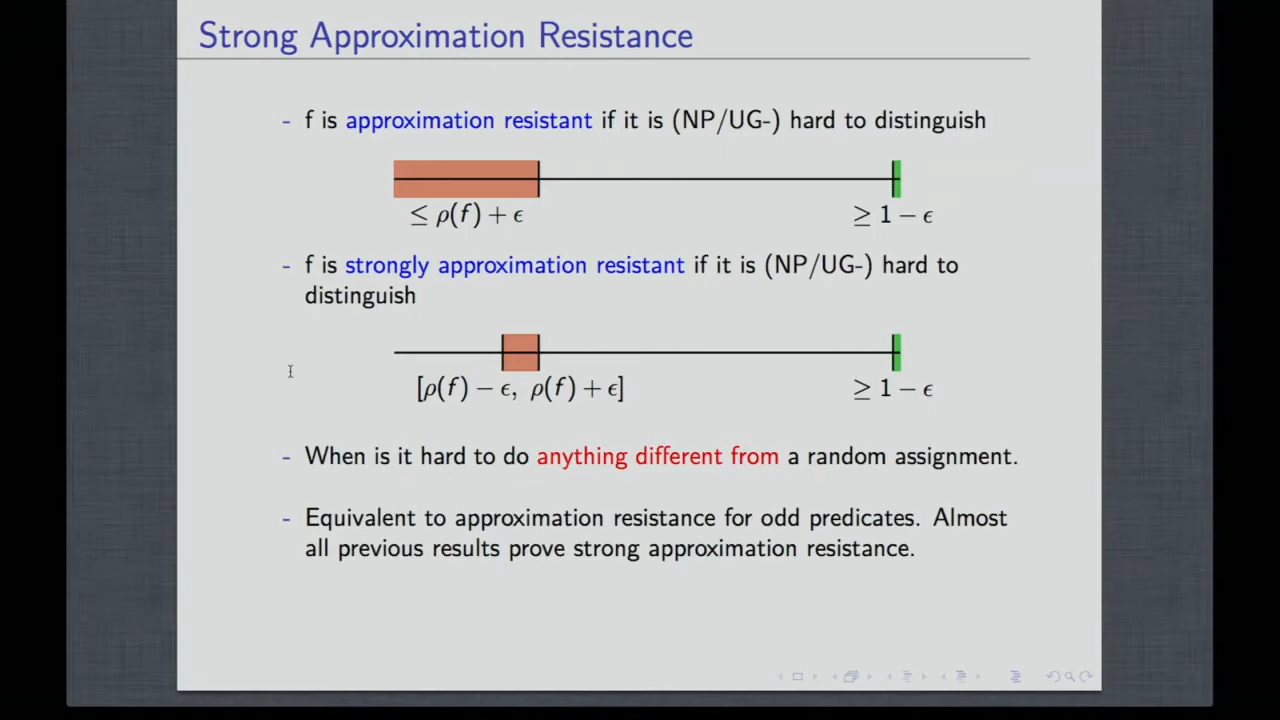 Strong Approximation Resistance
- f is approximation resistant if it is (NP/UG-) hard to distinguish
≤ ρ(f) + ϵ
≥ 1 − ϵ
- f is strongly approximation resistant if it is (NP/UG-) hard to
distinguish
[ρ(f) − ϵ, ρ(f) + ϵ]
≥ 1 − ϵ
- When is it hard to do anything different from a random assignment.
- Equivalent to approximation resistance for odd predicates. Almost
all previous results prove strong approximation resistance.